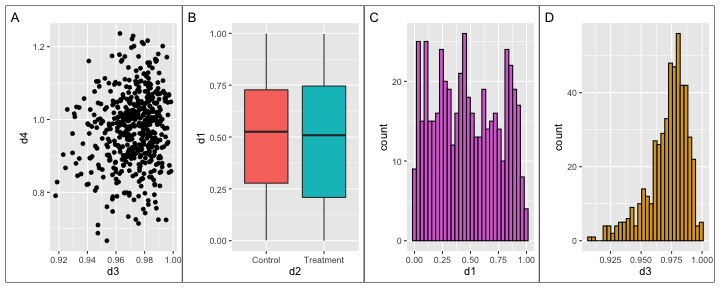 A
1.2
1.0
0.8
d4
0.92 0.94 0.96 0.98 1.00
d3
B
1.00
0.75
0.50
0.25
0.00
d1
Control Treatment
d2
C
20
10
0
count
0.00 0.25 0.50 0.75 1.00
d1
D
40
20
0
count
0.925 0.950 0.975 1.000
d3